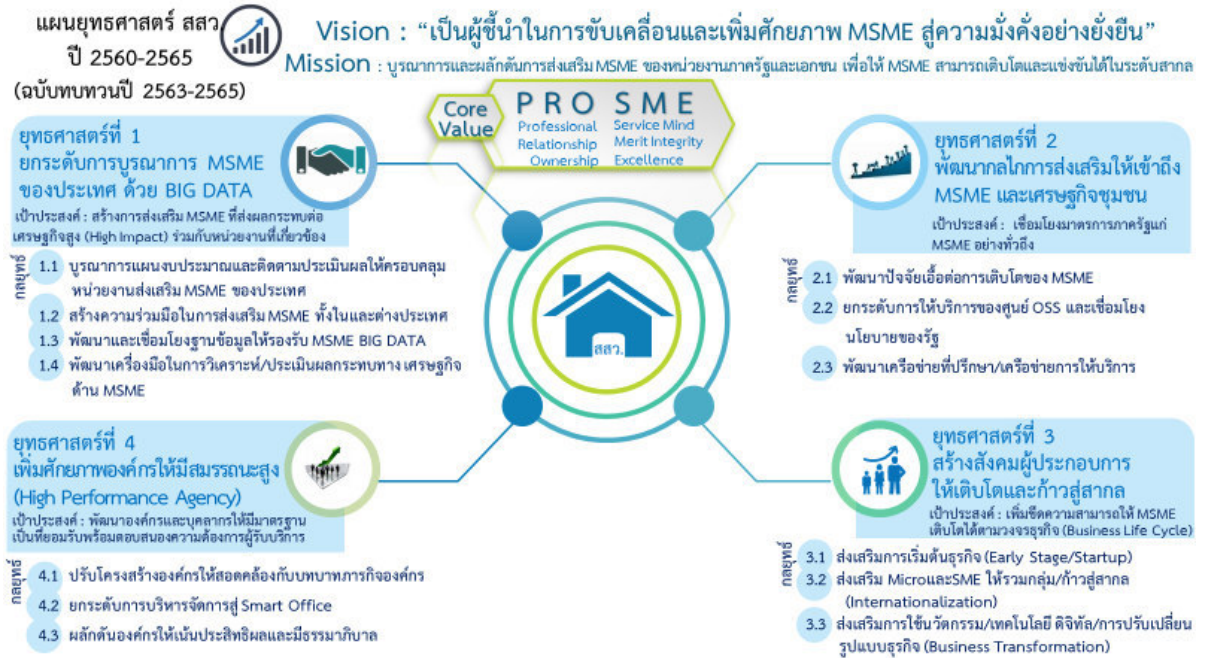 แผนยุทธศาสตร์ สสว.
ปี 2560-2565
(ฉบับทบทวนปี 2563-2565)
Vision : “เป็นผู้ชี้นำในการขับเคลื่อนและเพิ่มศักยภาพ MSME สู่ความมั่งคั่งอย่างยั่งยืน”
Mission : บูรณาการและผลักดันการส่งเสริม MSME ของหน่วยงานภาครัฐและเอกชน เพื่อให้ MSME สามารถเติบโตและแข่งขันได้ในระดับสากล
Core Value
PRO SME
Professional Service Mind
Relationship Merit Integrity
Ownership Excellence
ยุทธศาสตร์ที่ 1
ยกระดับการบูรณาการ MSME
ของประเทศ ด้วย BIG DATA
เป้าประสงค์ : สร้างการส่งเสริม MSME ที่ส่งผลกระทบต่อ
เศรษฐกิจสูง (High Impact) ร่วมกับหน่วยงานที่เกี่ยวข้อง
กลยุทธ์
1.1 บูรณาการแผนงบประมาณและติดตามประเมินผลให้ครอบคลุม
หน่วยงานส่งเสริม MSME ของประเทศ
1.2 สร้างความร่วมมือในการส่งเสริม MSME ทั้งในและต่างประเทศ
1.3 พัฒนาและเชื่อมโยงฐานข้อมูลให้รองรับ MSME BIG DATA
1.4 พัฒนาเครื่องมือในการวิเคราะห์/ประเมินผลกระทบทาง เศรษฐกิจ
ด้าน MSME
ยุทธศาสตร์ที่ 2
พัฒนากลไกการส่งเสริมให้เข้าถึง
MSME และเศรษฐกิจชุมชน
เป้าประสงค์ : เชื่อมโยงมาตรการภาครัฐแก่
MSME อย่างทั่วถึง
กลยุทธ์
2.1 พัฒนาปัจจัยเอื้อต่อการเติบโตของ MSME
2.2 ยกระดับการให้บริการของศูนย์ OSS และเชื่อมโยง
นโยบายของรัฐ
2.3 พัฒนาเครือข่ายที่ปรึกษา/เครือข่ายการให้บริการ
สสว.
ยุทธศาสตร์ที่ 4
เพิ่มศักยภาพองค์กรให้มีสมรรถนะสูง
(High Performance Agency)
เป้าประสงค์ : พัฒนาองค์กรและบุคลากรให้มีมาตรฐาน
เป็นที่ยอมรับพร้อมตอบสนองความต้องการผู้รับบริการ
กลยุทธ์
4.1 ปรับโครงสร้างองค์กรให้สอดคล้องกับบทบาทภารกิจองค์กร
4.2 ยกระดับการบริหารจัดการสู่ Smart Office
4.3 ผลักดันองค์กรให้เน้นประสิทธิผลและมีธรรมาภิบาล
ยุทธศาสตร์ที่ 3
สร้างสังคมผู้ประกอบการ
ให้เติบโตและก้าวสู่สากล
เป้าประสงค์ : เพิ่มขีดความสามารถให้ MSME
เติบโตได้ตามวงจรธุรกิจ (Business Life Cycle)
กลยุทธ์
3.1 ส่งเสริมการเริ่มต้นธุรกิจ (Early Stage/Startup)
3.2 ส่งเสริม Microและ SME ให้รวมกลุ่ม/ก้าวสู่สากล
(Internationalization)
3.3 ส่งเสริมการใช้นวัตกรรม/เทคโนโลยี ดิจิทัล/การปรับเปลี่ยน
รูปแบบธุรกิจ (Business Transformation)